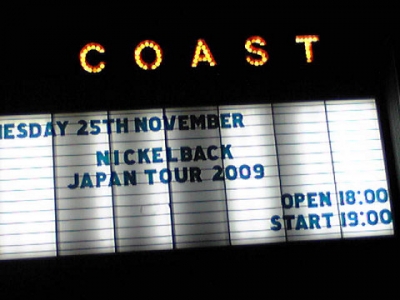 COAST
NESDAY 25TH NOVEMBER
NICKELBACK
JAPAN TOUR 2009
OPEN 18:00
START 19:00